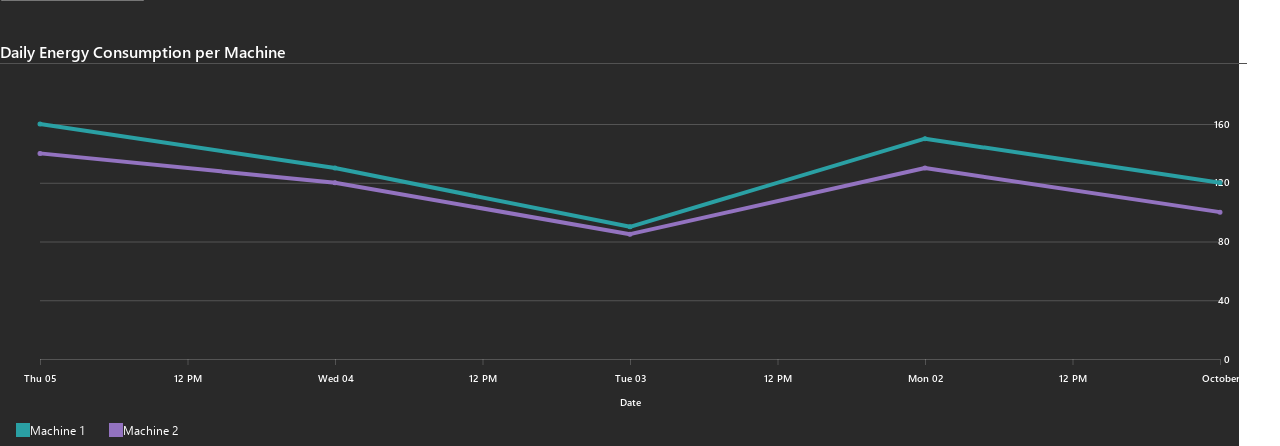 Daily Energy Consumption per Machine
160
120
80
40
0
Thu 05 12 PM Wed 04 12 PM Tue 03 12 PM Mon 02 12 PM October
Date
Machine 1 Machine 2